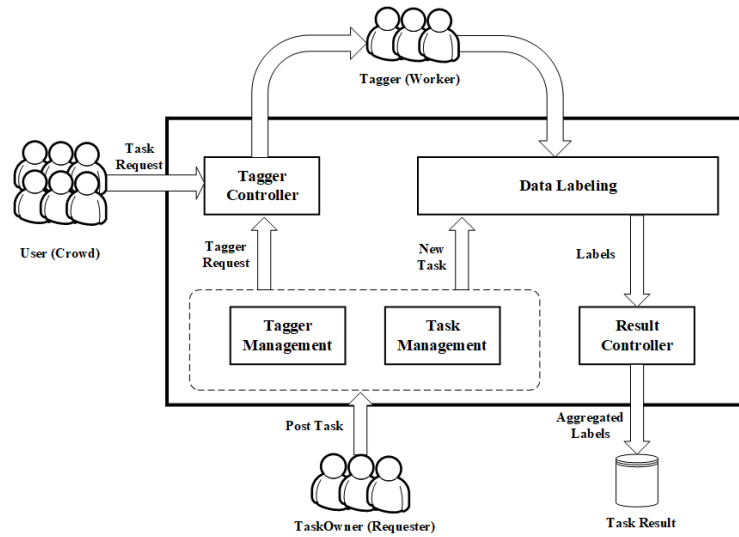 Tagger (Worker)
Task
Request
Tagger
Controller
Data Labeling
User (Crowd)
Tagger
Request
New
Task
Labels
Tagger
Management
Task
Management
Result
Controller
Post Task
Aggregated
Labels
TaskOwner (Requester)
Task Result